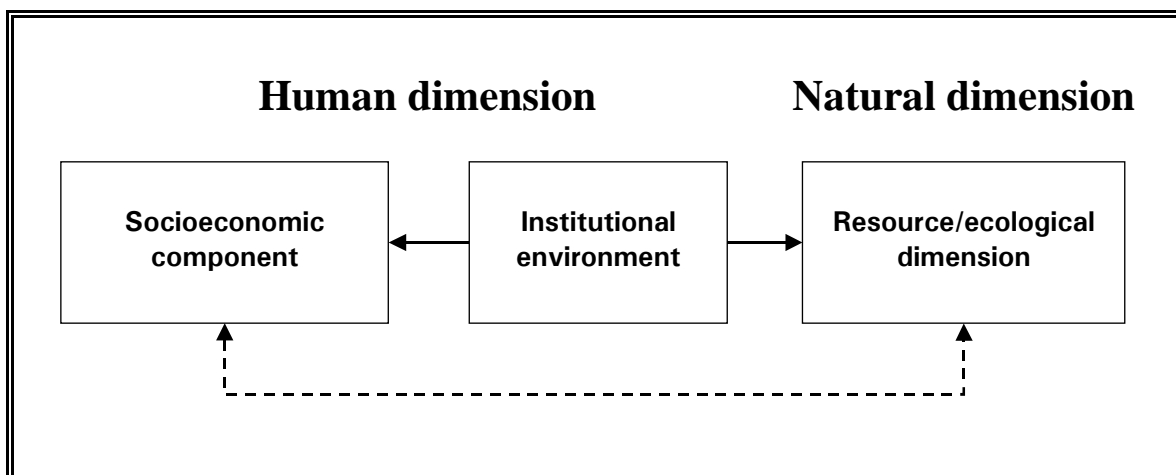 Human dimension
Natural dimension
Socioeconomic
component
Institutional
environment
Resource/ecological
dimension